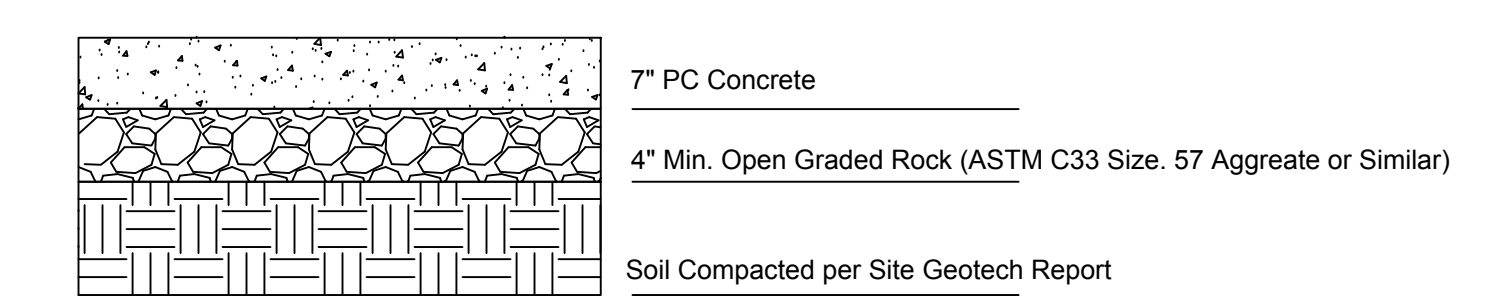 7" PC Concrete
4" Min. Open Graded Rock (ASTM C33 Size. 57 Aggreate or Similar)
Soil Compacted per Site Geotech Report